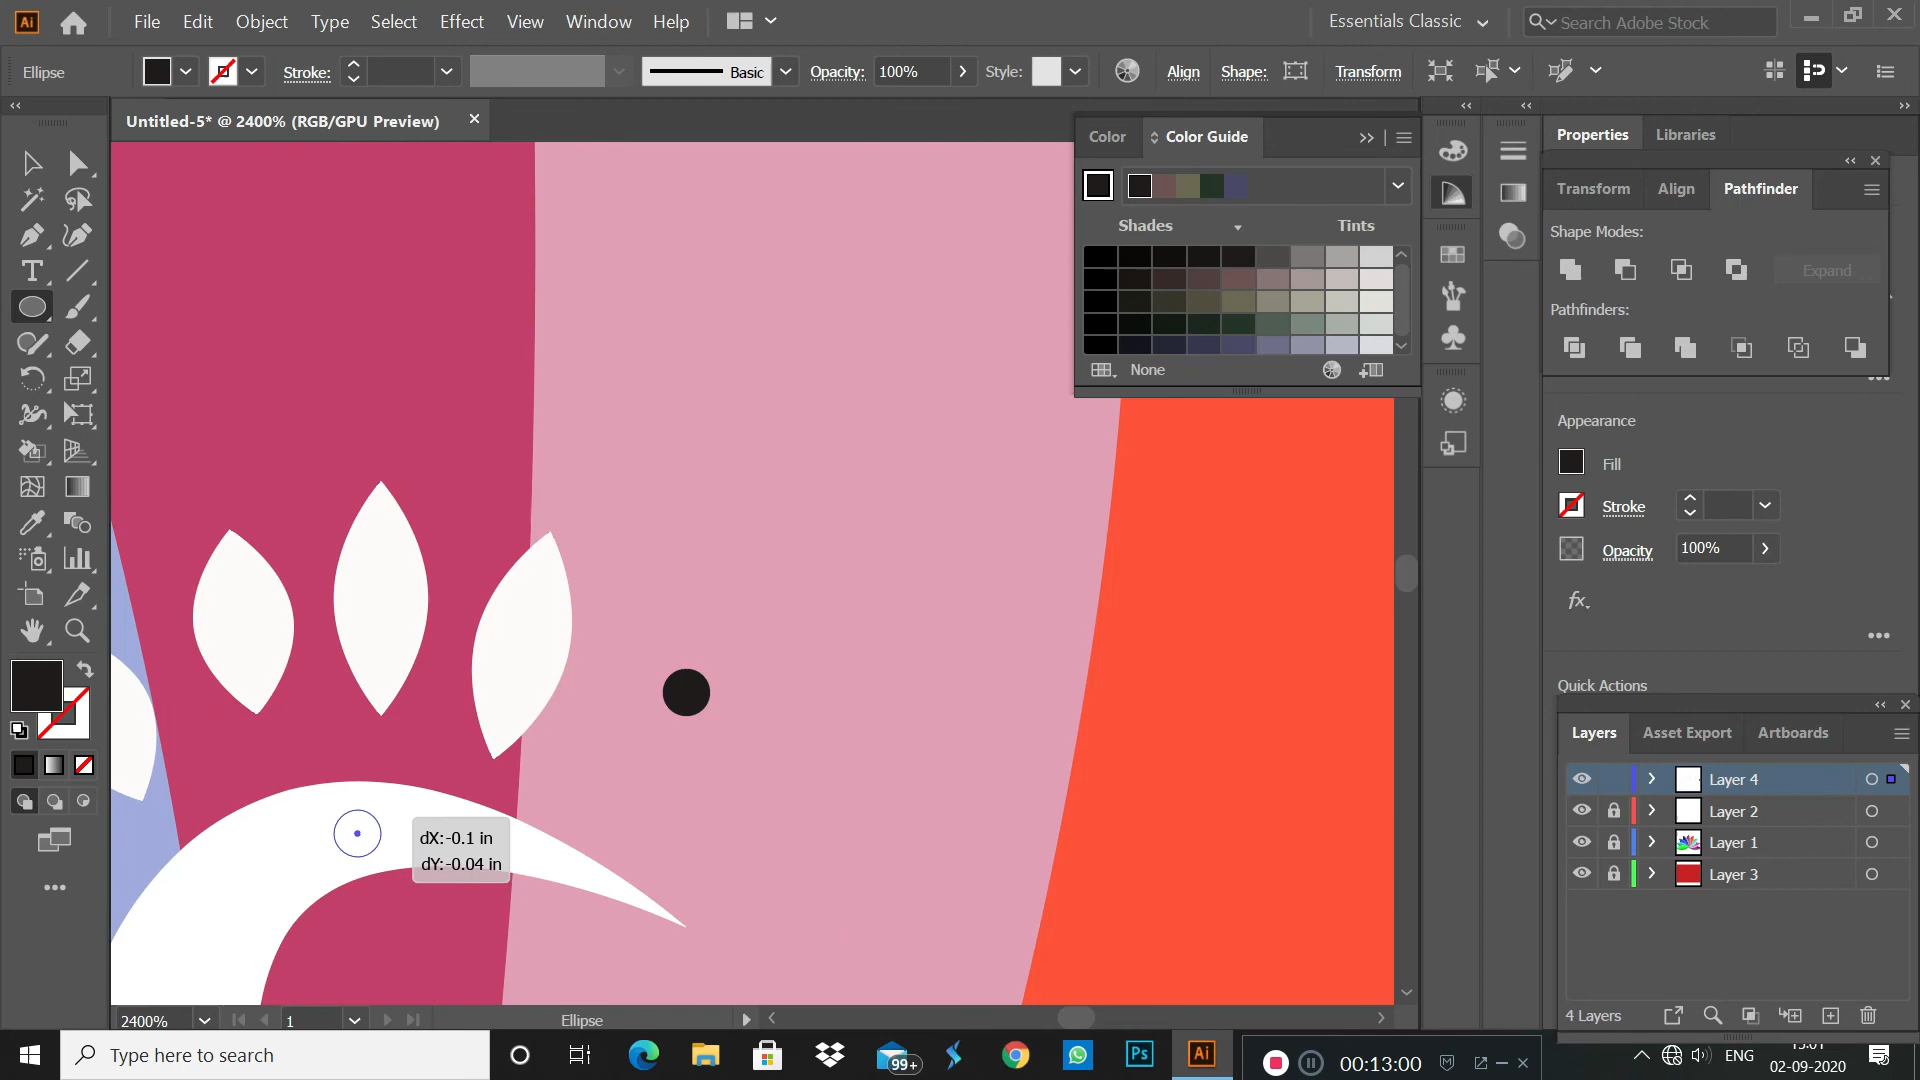 Ai File Edit Object Type Select Effect View Window Help Essentials Classic Search Adobe Stock
Ellipse Stroke: Basic Opacity: 100% Style: Align Shape: Transform
Untitled-5* @ 2400% (RGB/GPU Preview)
Color Color Guide
Shades Tints
None
Properties Libraries
Transform Align Pathfinder
Shape Modes:
Expand
Pathfinders:
Appearance
Fill
Stroke
Opacity 100%
fx
Quick Actions
Layers Asset Export Artboards
Layer 4
Layer 2
Layer 1
Layer 3
4 Layers
dX:-0.1 in
dY:-0.04 in
2400% 1 Ellipse
Type here to search 99+ Ps Ai 00:13:00 ENG
02-09-2020